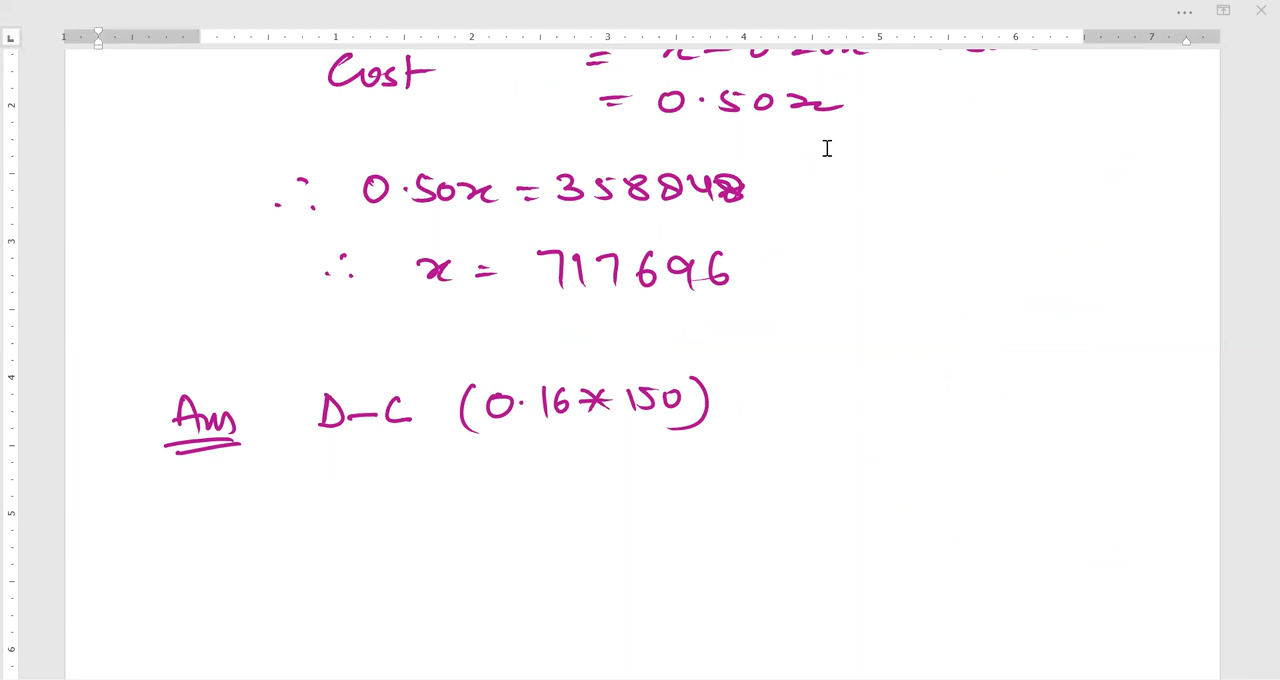 Cost =
= 0.50x
∴ 0.50x = 358848
∴ x = 717696
Ans D-C (0.16* 150)